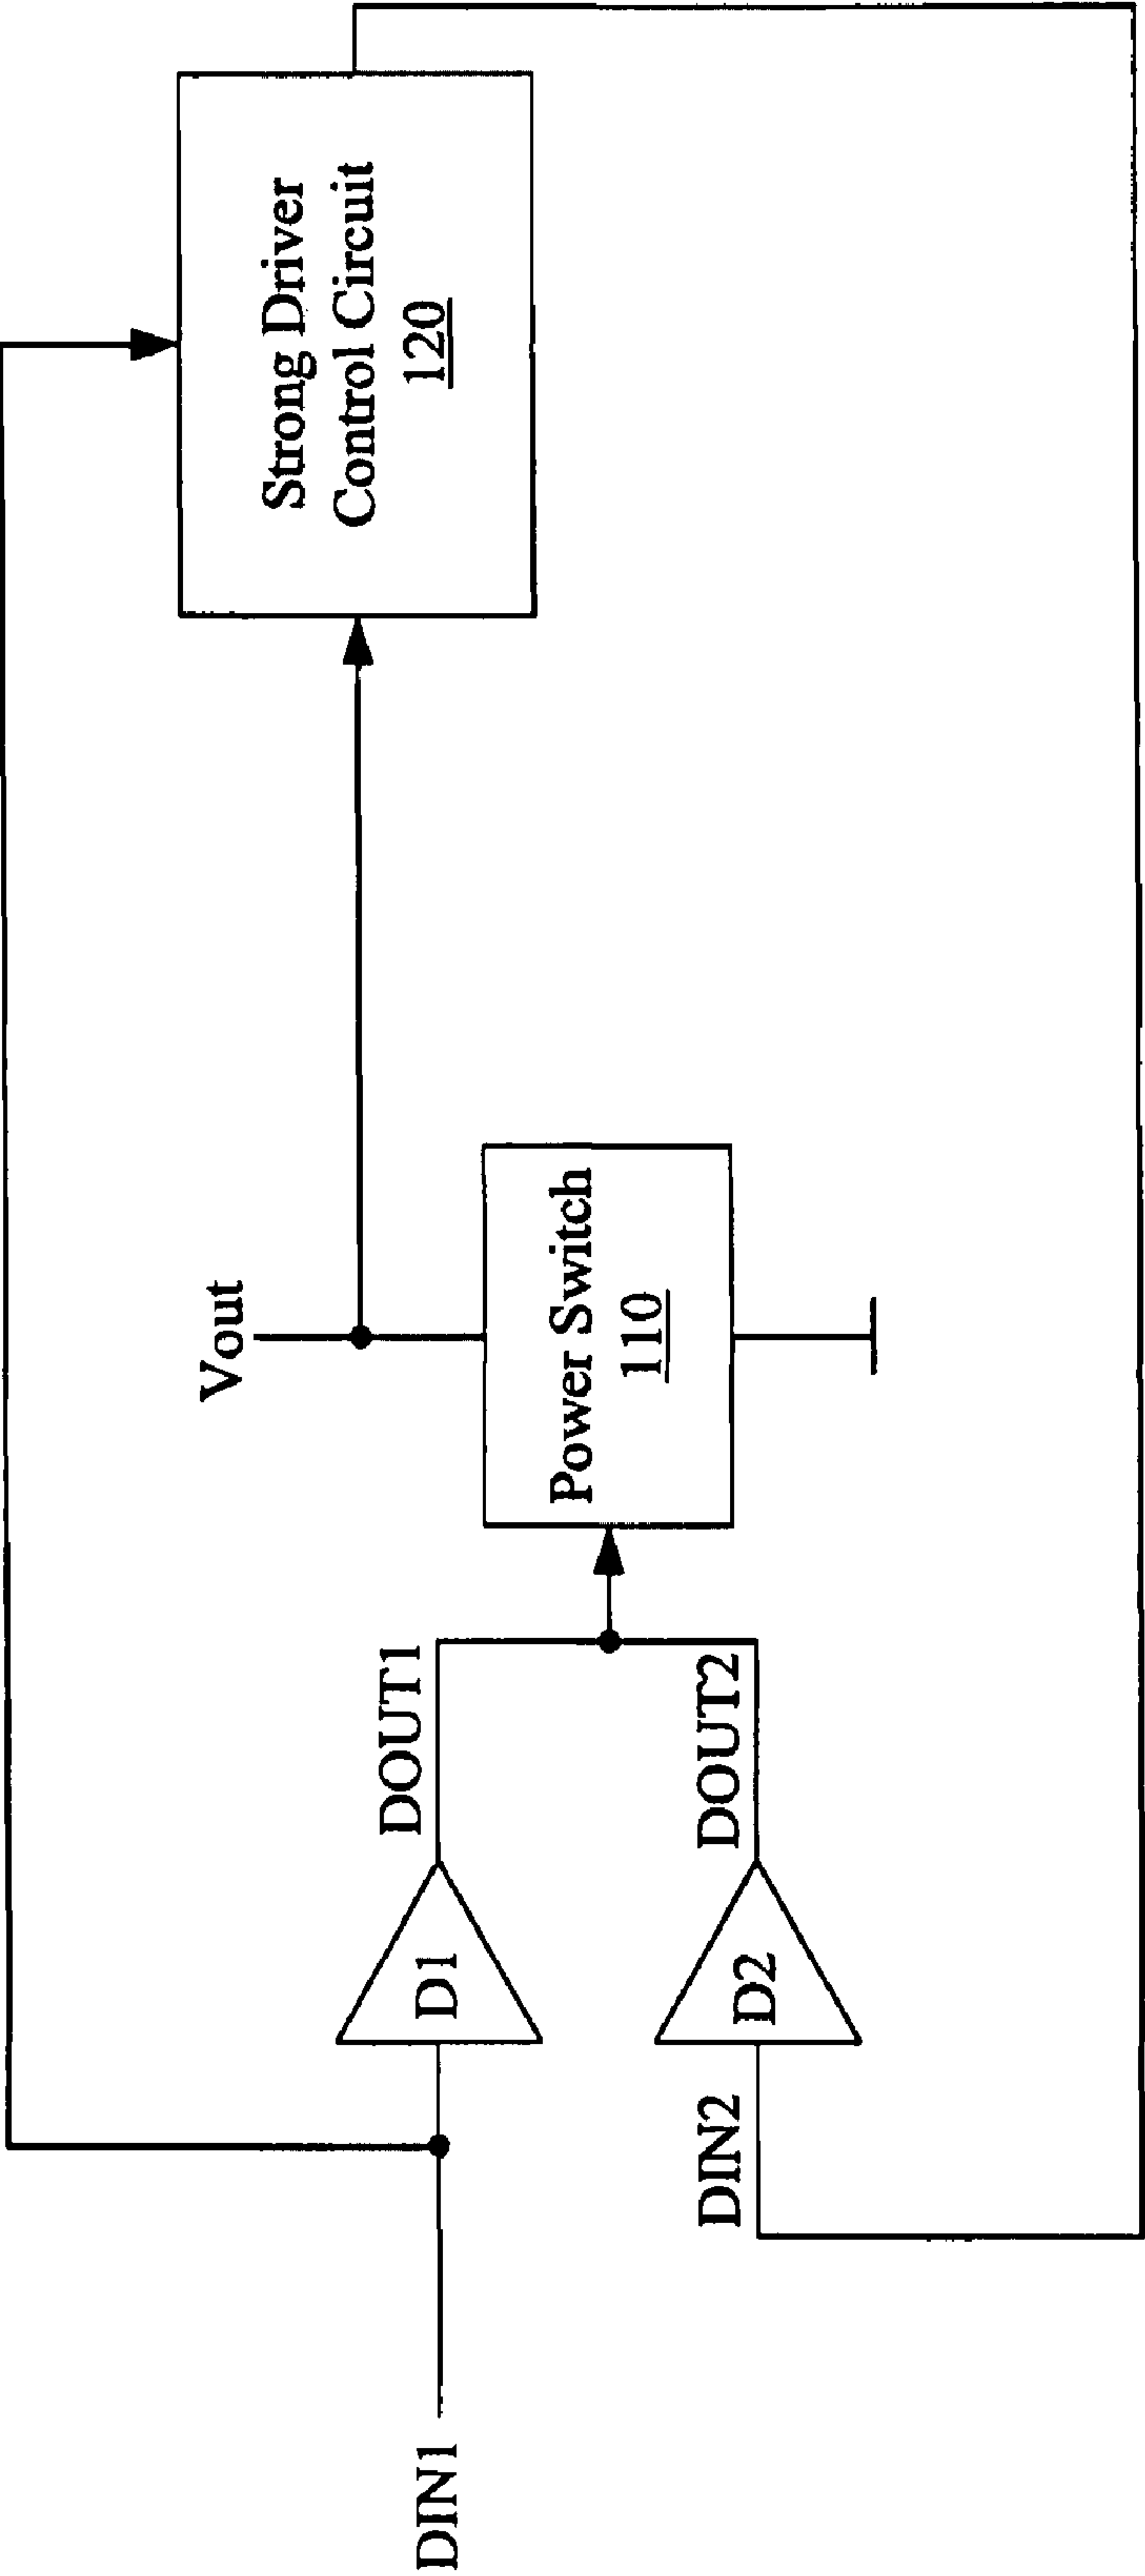 DIN1
DIN2
D1
D2
DOUT1
DOUT2
Vout
Power Switch
110
Strong Driver
Control Circuit
120